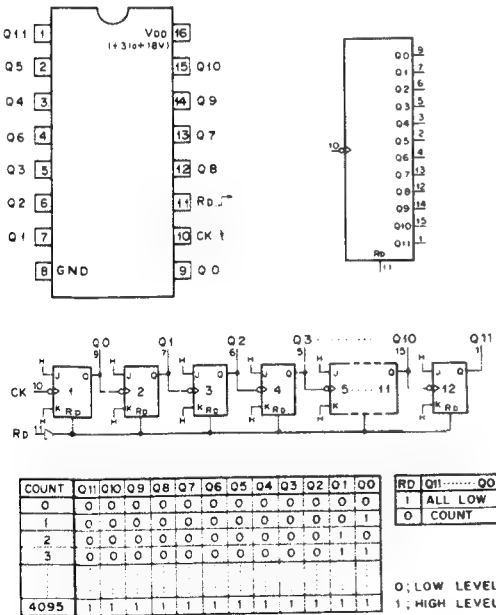 Q11 1 VDD 16
(+3to+18V)
Q5 2 15 Q10
Q4 3 14 Q9
Q6 4 13 Q7
Q3 5 12 Q8
Q2 6 11 RD
Q1 7 10 CK
8 GND 9 Q0
Q0 9
Q1 7
Q2 6
Q3 5
Q4 3
Q5 2
10 Q6 4
Q7 13
Q8 12
Q9 14
Q10 15
Q11 1
RD
11
Q0 Q1 Q2 Q3 ........ Q10 Q11
9 7 6 5 15 1
H H H H H H
J Q J Q J Q J Q J Q J Q
CK 10 1 2 3 4 5 ... 11 12
K RD K RD K RD K RD K RD K RD
H H H H H H
RD 11
COUNT Q11 Q10 Q9 Q8 Q7 Q6 Q5 Q4 Q3 Q2 Q1 Q0
0 0 0 0 0 0 0 0 0 0 0 0 0
1 0 0 0 0 0 0 0 0 0 0 0 1
2 0 0 0 0 0 0 0 0 0 0 1 0
3 0 0 0 0 0 0 0 0 0 0 1 1
4095 1 1 1 1 1 1 1 1 1 1 1 1
RD Q11 ........ Q0
1 ALL LOW
0 COUNT
0 ; LOW LEVEL
1 ; HIGH LEVEL